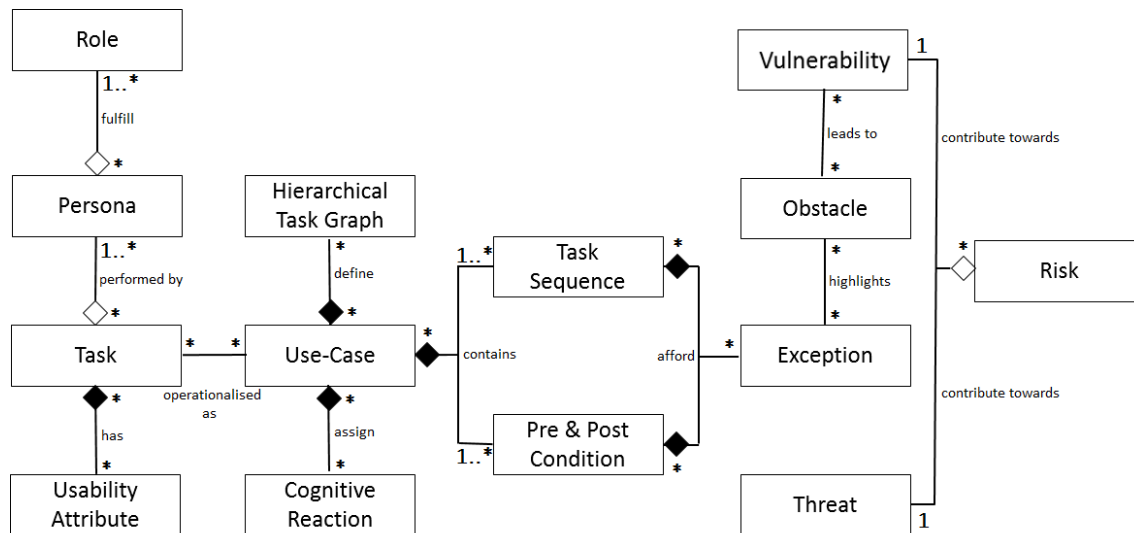 Role
1..*
fulfill
*
Persona
1..*
performed by
*
Task
*
operationalised
as
*
*
has
*
Usability
Attribute
Hierarchical
Task Graph
*
define
*
Use-Case
*
*
assign
*
Cognitive
Reaction
contains
1..*
Task
Sequence
*
1..*
Pre & Post
Condition
*
afford
*
Exception
*
highlights
*
Obstacle
*
leads to
*
Vulnerability
1
contribute towards
*
Risk
contribute towards
Threat
1